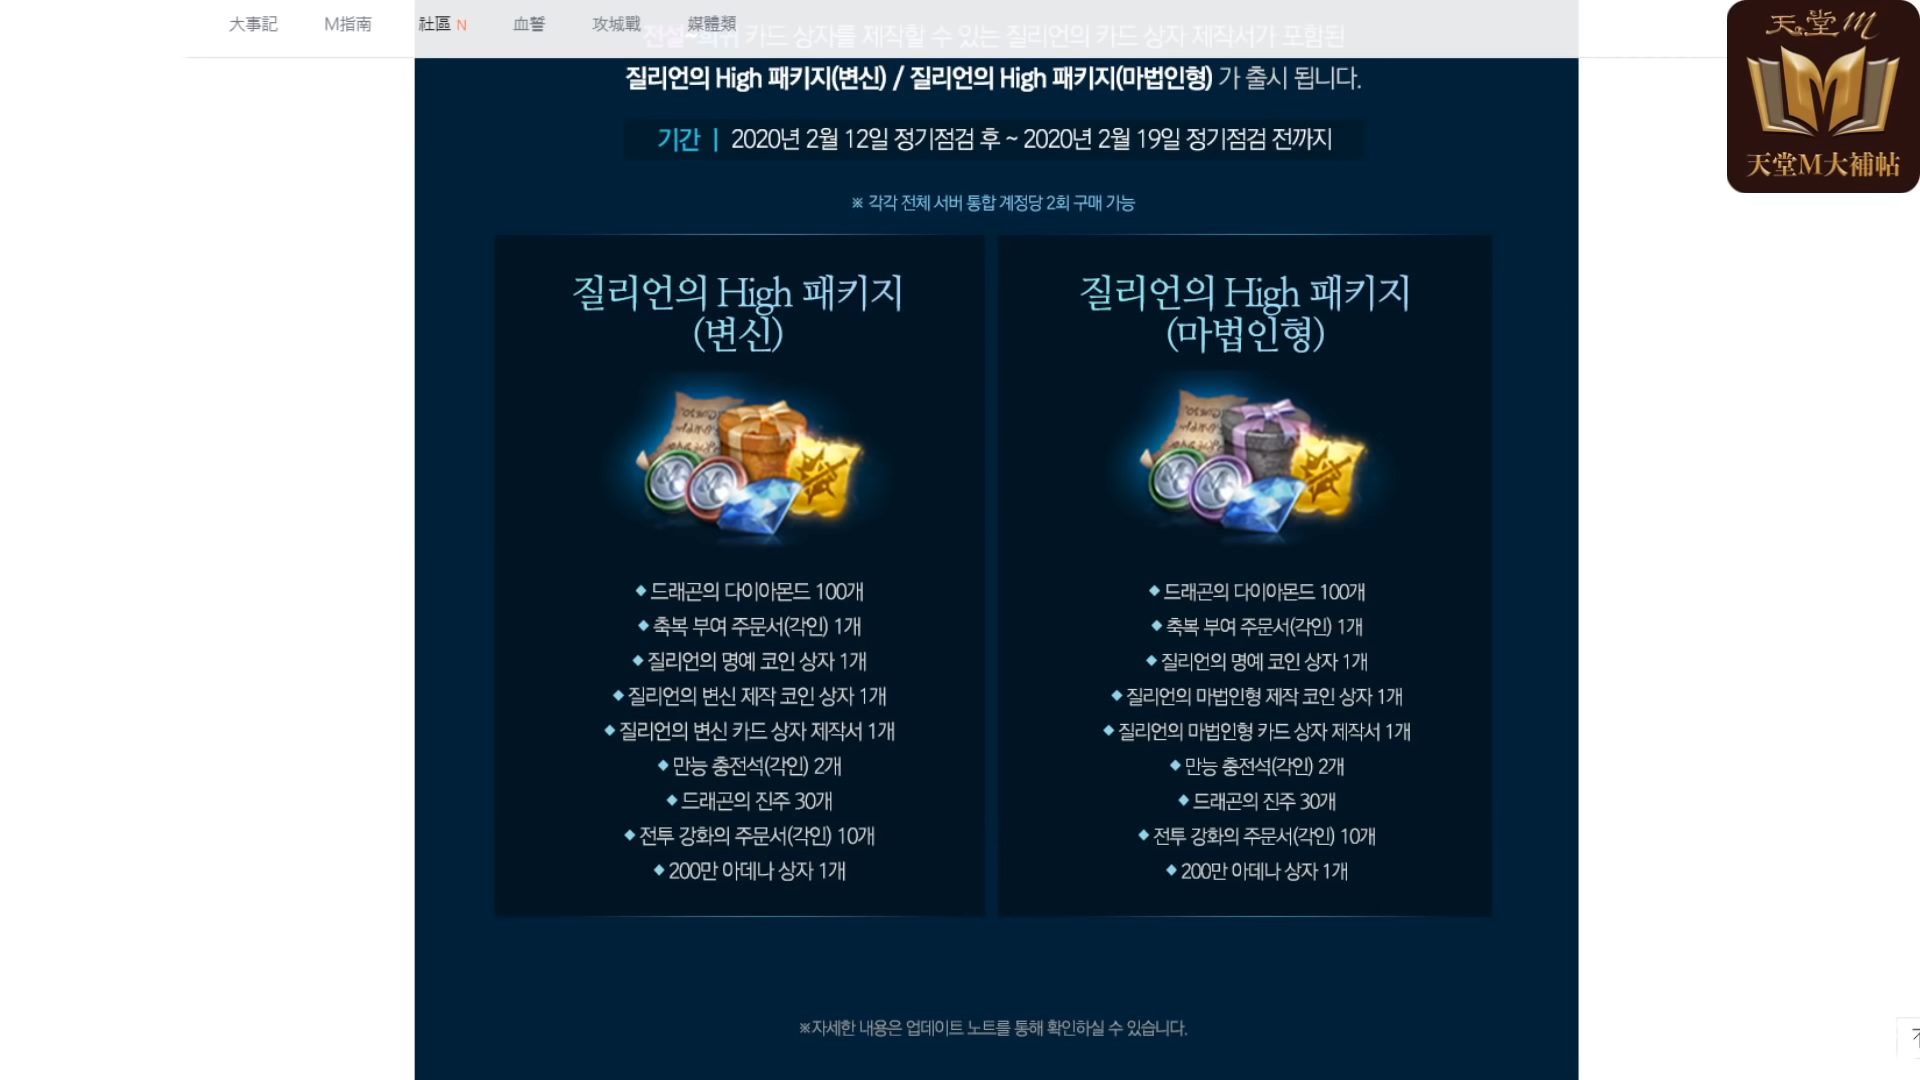 大事記 M指南 社區 N 血誓 攻城戰 媒體類
전설~희귀 카드 상자를 제작할 수 있는 질리언의 카드 상자 제작서가 포함된
질리언의 High 패키지(변신) / 질리언의 High 패키지(마법인형) 가 출시 됩니다.
기간 | 2020년 2월 12일 정기점검 후 ~ 2020년 2월 19일 정기점검 전까지
※ 각각 전체 서버 통합 계정당 2회 구매 가능
질리언의 High 패키지
(변신)
◆ 드래곤의 다이아몬드 100개
◆ 축복 부여 주문서(각인) 1개
◆ 질리언의 명예 코인 상자 1개
◆ 질리언의 변신 제작 코인 상자 1개
◆ 질리언의 변신 카드 상자 제작서 1개
◆ 만능 충전석(각인) 2개
◆ 드래곤의 진주 30개
◆ 전투 강화의 주문서(각인) 10개
◆ 200만 아데나 상자 1개
질리언의 High 패키지
(마법인형)
◆ 드래곤의 다이아몬드 100개
◆ 축복 부여 주문서(각인) 1개
◆ 질리언의 명예 코인 상자 1개
◆ 질리언의 마법인형 제작 코인 상자 1개
◆ 질리언의 마법인형 카드 상자 제작서 1개
◆ 만능 충전석(각인) 2개
◆ 드래곤의 진주 30개
◆ 전투 강화의 주문서(각인) 10개
◆ 200만 아데나 상자 1개
※자세한 내용은 업데이트 노트를 통해 확인하실 수 있습니다.
天堂M
M
天堂M大補帖